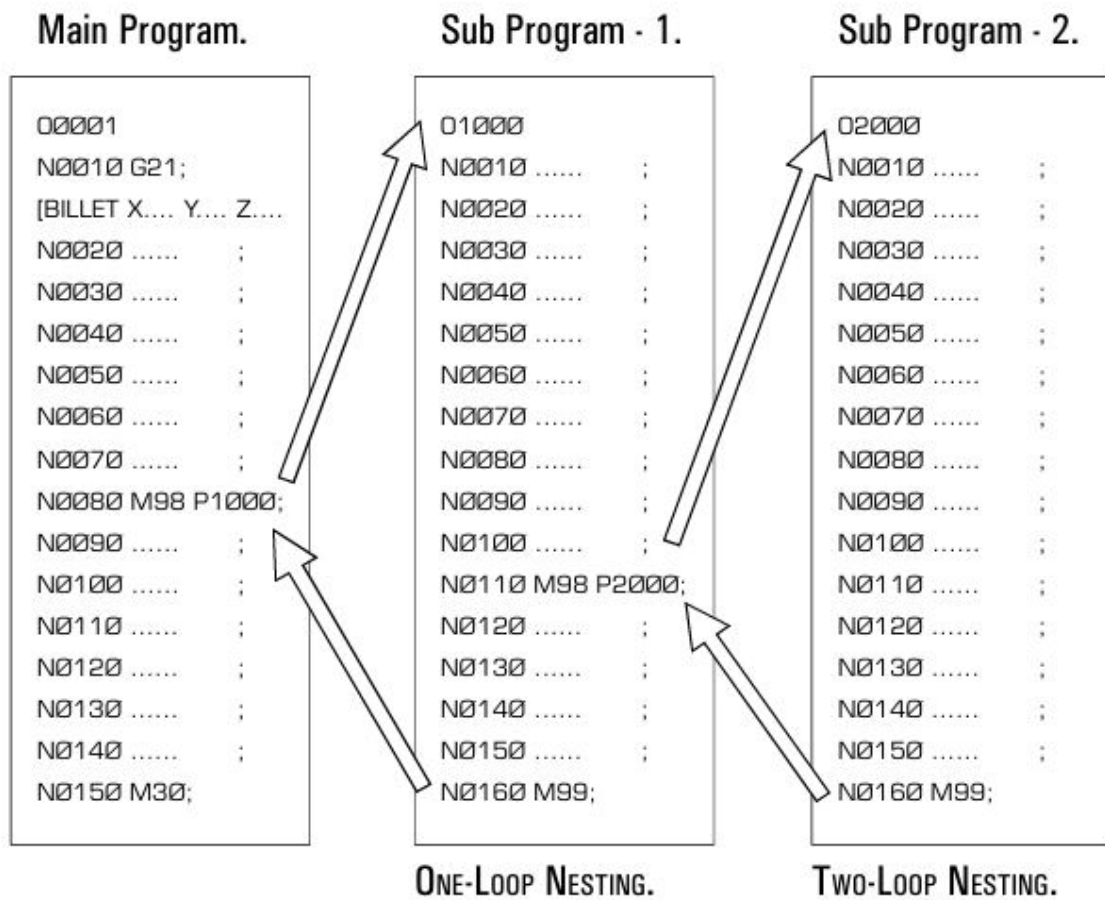 Main Program.
O0001
N0010 G21;
[BILLET X.... Y.... Z....
N0020 ...... ;
N0030 ...... ;
N0040 ...... ;
N0050 ...... ;
N0060 ...... ;
N0070 ...... ;
N0080 M98 P1000;
N0090 ...... ;
N0100 ...... ;
N0110 ...... ;
N0120 ...... ;
N0130 ...... ;
N0140 ...... ;
N0150 M30;
Sub Program - 1.
O1000
N0010 ...... ;
N0020 ...... ;
N0030 ...... ;
N0040 ...... ;
N0050 ...... ;
N0060 ...... ;
N0070 ...... ;
N0080 ...... ;
N0090 ...... ;
N0100 ...... ;
N0110 M98 P2000;
N0120 ...... ;
N0130 ...... ;
N0140 ...... ;
N0150 ...... ;
N0160 M99;
ONE-LOOP NESTING.
Sub Program - 2.
O2000
N0010 ...... ;
N0020 ...... ;
N0030 ...... ;
N0040 ...... ;
N0050 ...... ;
N0060 ...... ;
N0070 ...... ;
N0080 ...... ;
N0090 ...... ;
N0100 ...... ;
N0110 ...... ;
N0120 ...... ;
N0130 ...... ;
N0140 ...... ;
N0150 ...... ;
N0160 M99;
TWO-LOOP NESTING.